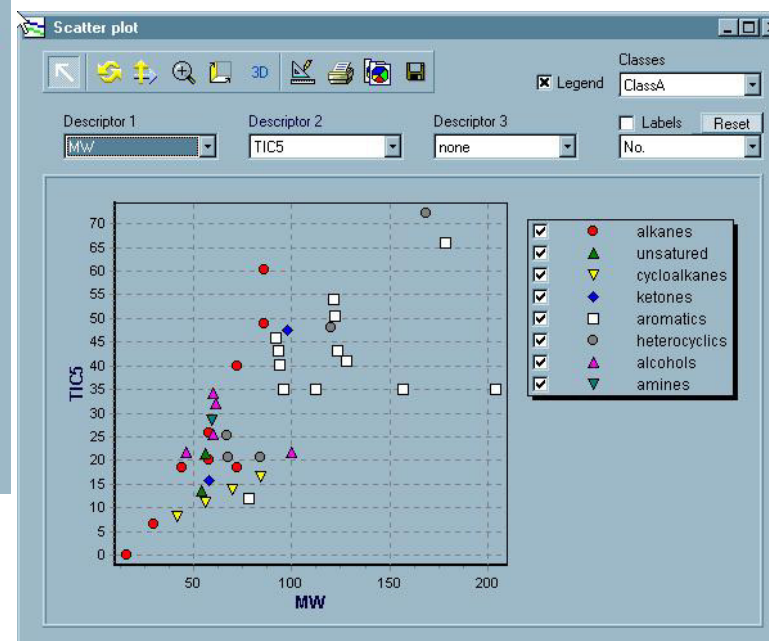 Scatter plot
3D
Legend
Classes
ClassA
Descriptor 1
Descriptor 2
Descriptor 3
Labels
Reset
MW
TIC5
none
No.
70
65
60
55
50
45
40
35
30
25
20
15
10
5
0
TIC5
50
100
150
200
MW
alkanes
unsatured
cycloalkanes
ketones
aromatics
heterocyclics
alcohols
amines